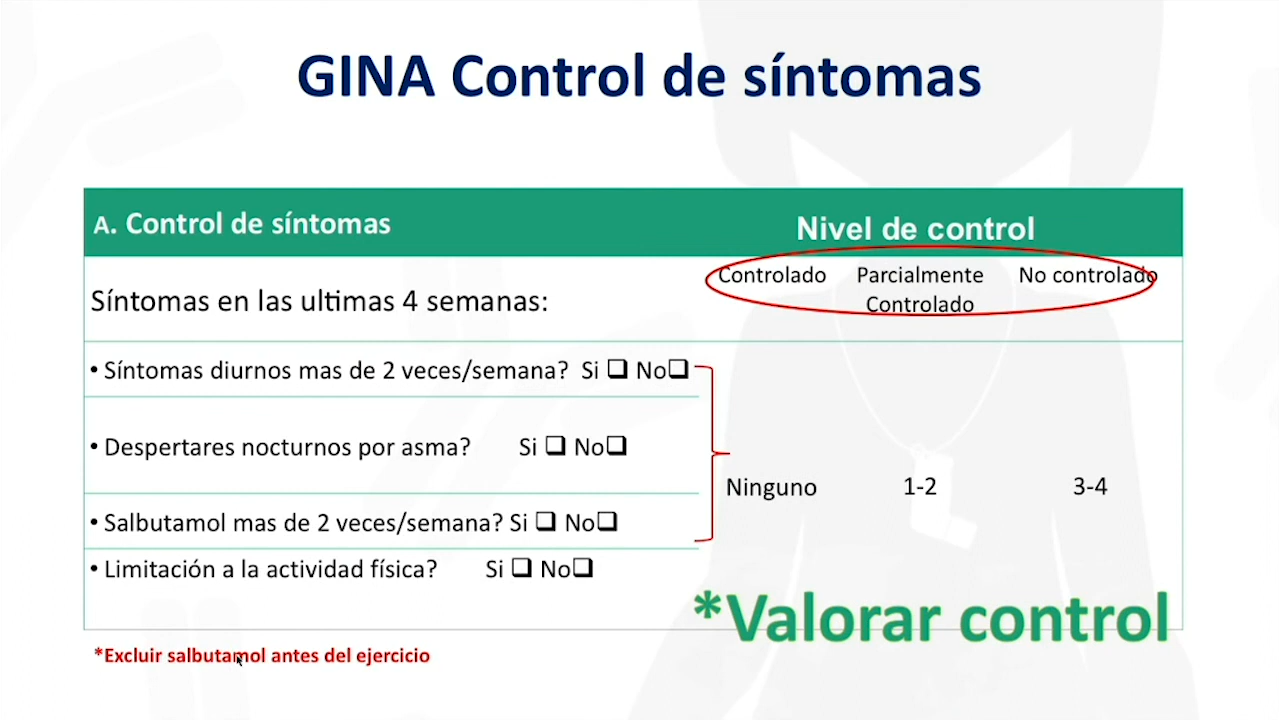 GINA Control de síntomas
A. Control de síntomas
Nivel de control
Síntomas en las ultimas 4 semanas:
Controlado
Parcialmente
Controlado
No controlado
• Síntomas diurnos mas de 2 veces/semana? Si ❑ No❑
• Despertares nocturnos por asma? Si ❑ No❑
• Salbutamol mas de 2 veces/semana? Si ❑ No❑
• Limitación a la actividad física? Si ❑ No❑
Ninguno
1-2
3-4
*Valorar control
*Excluir salbutamol antes del ejercicio